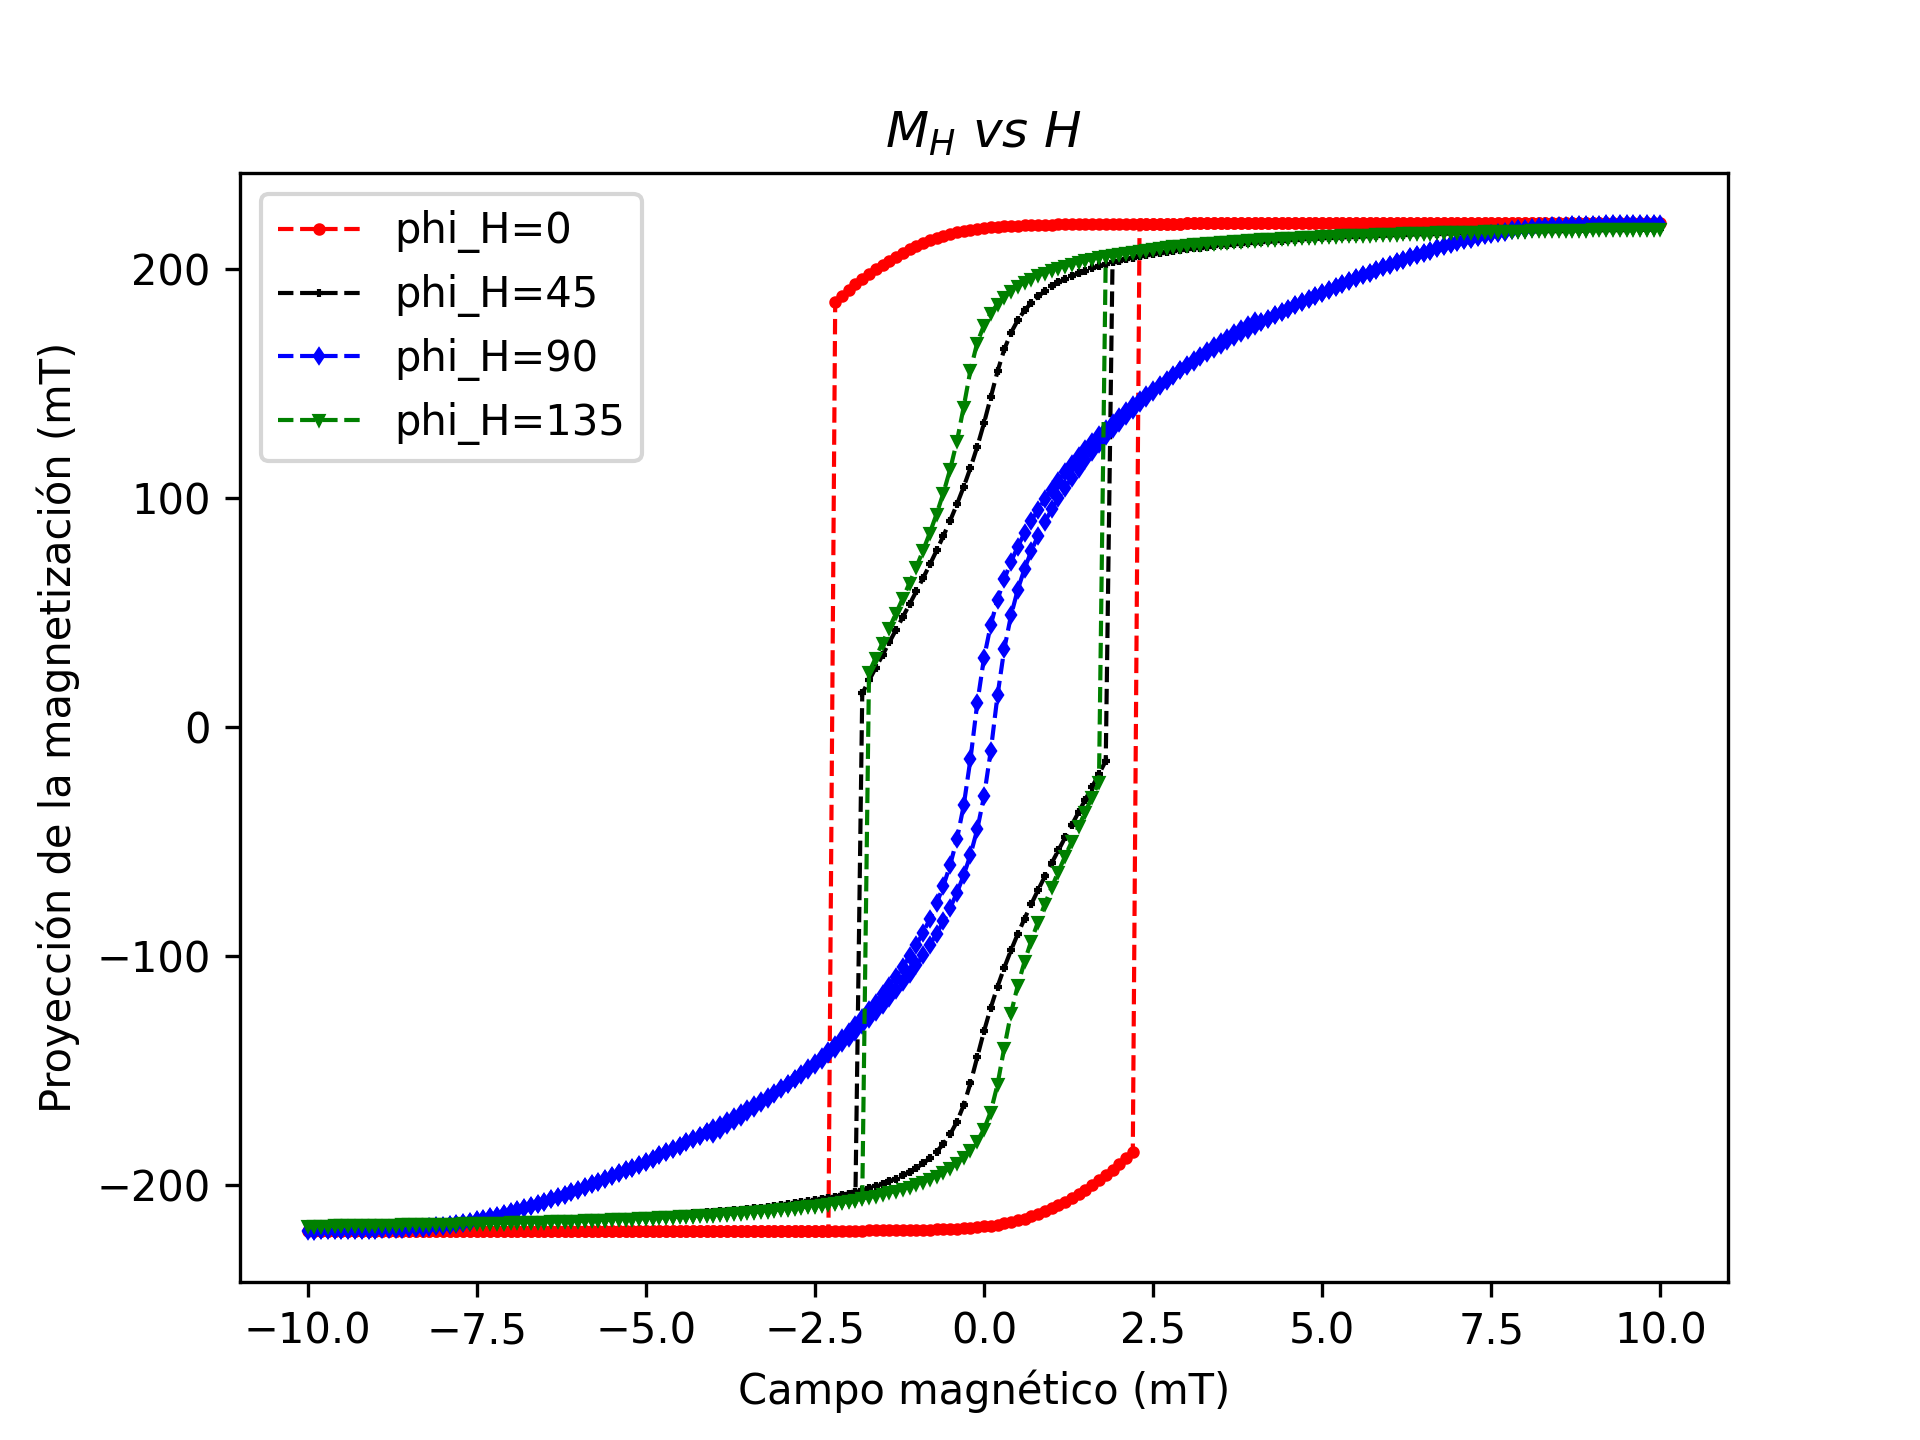 M_H vs H
phi_H=0
phi_H=45
phi_H=90
phi_H=135
Proyección de la magnetización (mT)
200
100
0
−100
−200
−10.0 −7.5 −5.0 −2.5 0.0 2.5 5.0 7.5 10.0
Campo magnético (mT)